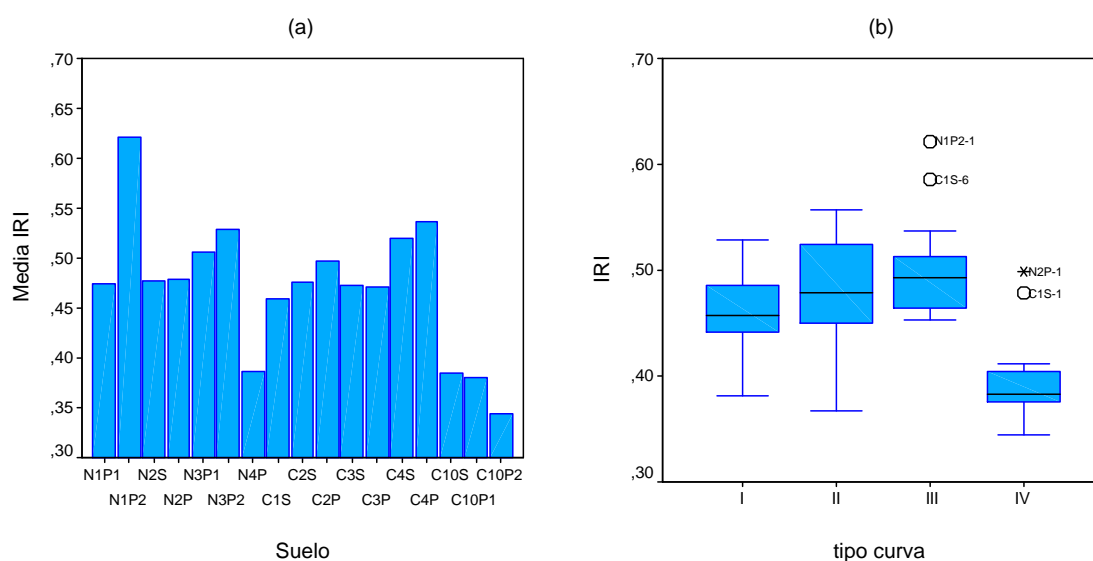 (a)
,70
,65
,60
,55
,50
,45
,40
,35
,30
Media IRI
N1P1 N2S N3P1 N4P C2S C3S C4S C10S C10P2
N1P2 N2P N3P2 C1S C2P C3P C4P C10P1
Suelo
(b)
,70
,60
,50
,40
,30
IRI
N1P2-1
C1S-6
N2P-1
C1S-1
I II III IV
tipo curva